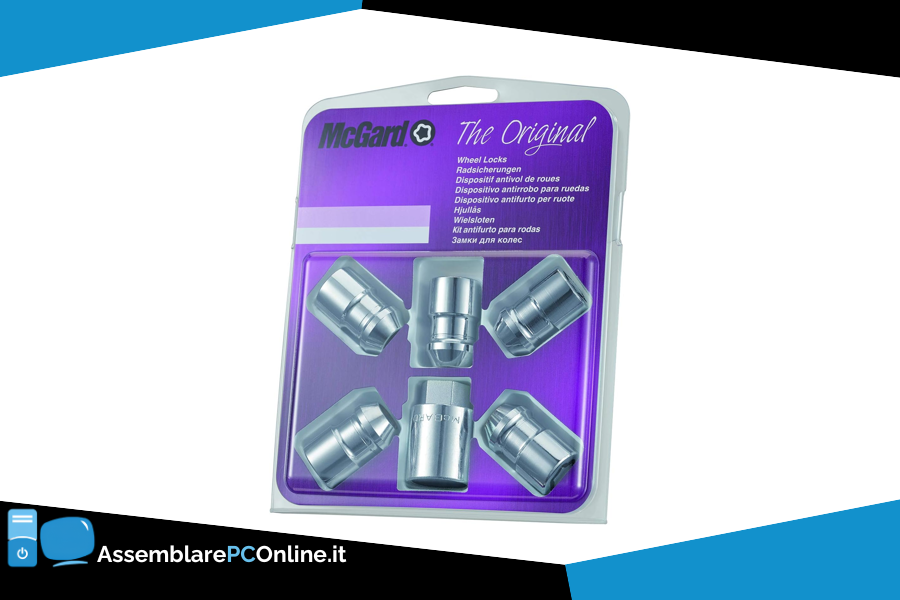 McGard
The Original
Wheel Locks
Radsicherungen
Dispositif antivol de roues
Dispositivo antirrobo para ruedas
Dispositivo antifurto per ruote
Hjullås
Wielsloten
Kit antifurto para rodas
Замки для колес
McGARD
AssemblarePCOnline.it